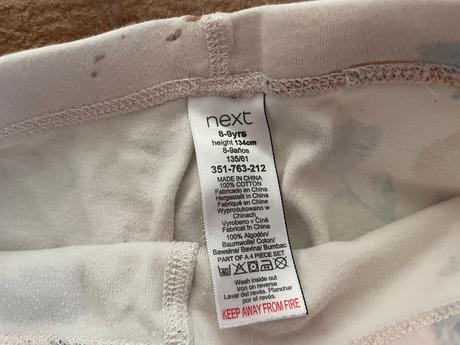 next
8-9yrs
height 134cm
8-9años
135/61
351-763-212
MADE IN CHINA
100% COTTON
Fabricado en China
Hergestellt in China
Fabriqué en Chine
Wyprodukowano w
Chinach
Vyrobeno v Číně
Fabricat în China
100% Algodón/
Baumwolle/ Coton/
Bawełna/ Bavlna/ Bumbac
PART OF A 4 PIECE SET
Wash inside out
iron on reverse
Lavar del revés. Planchar
por el revés.
KEEP AWAY FROM FIRE